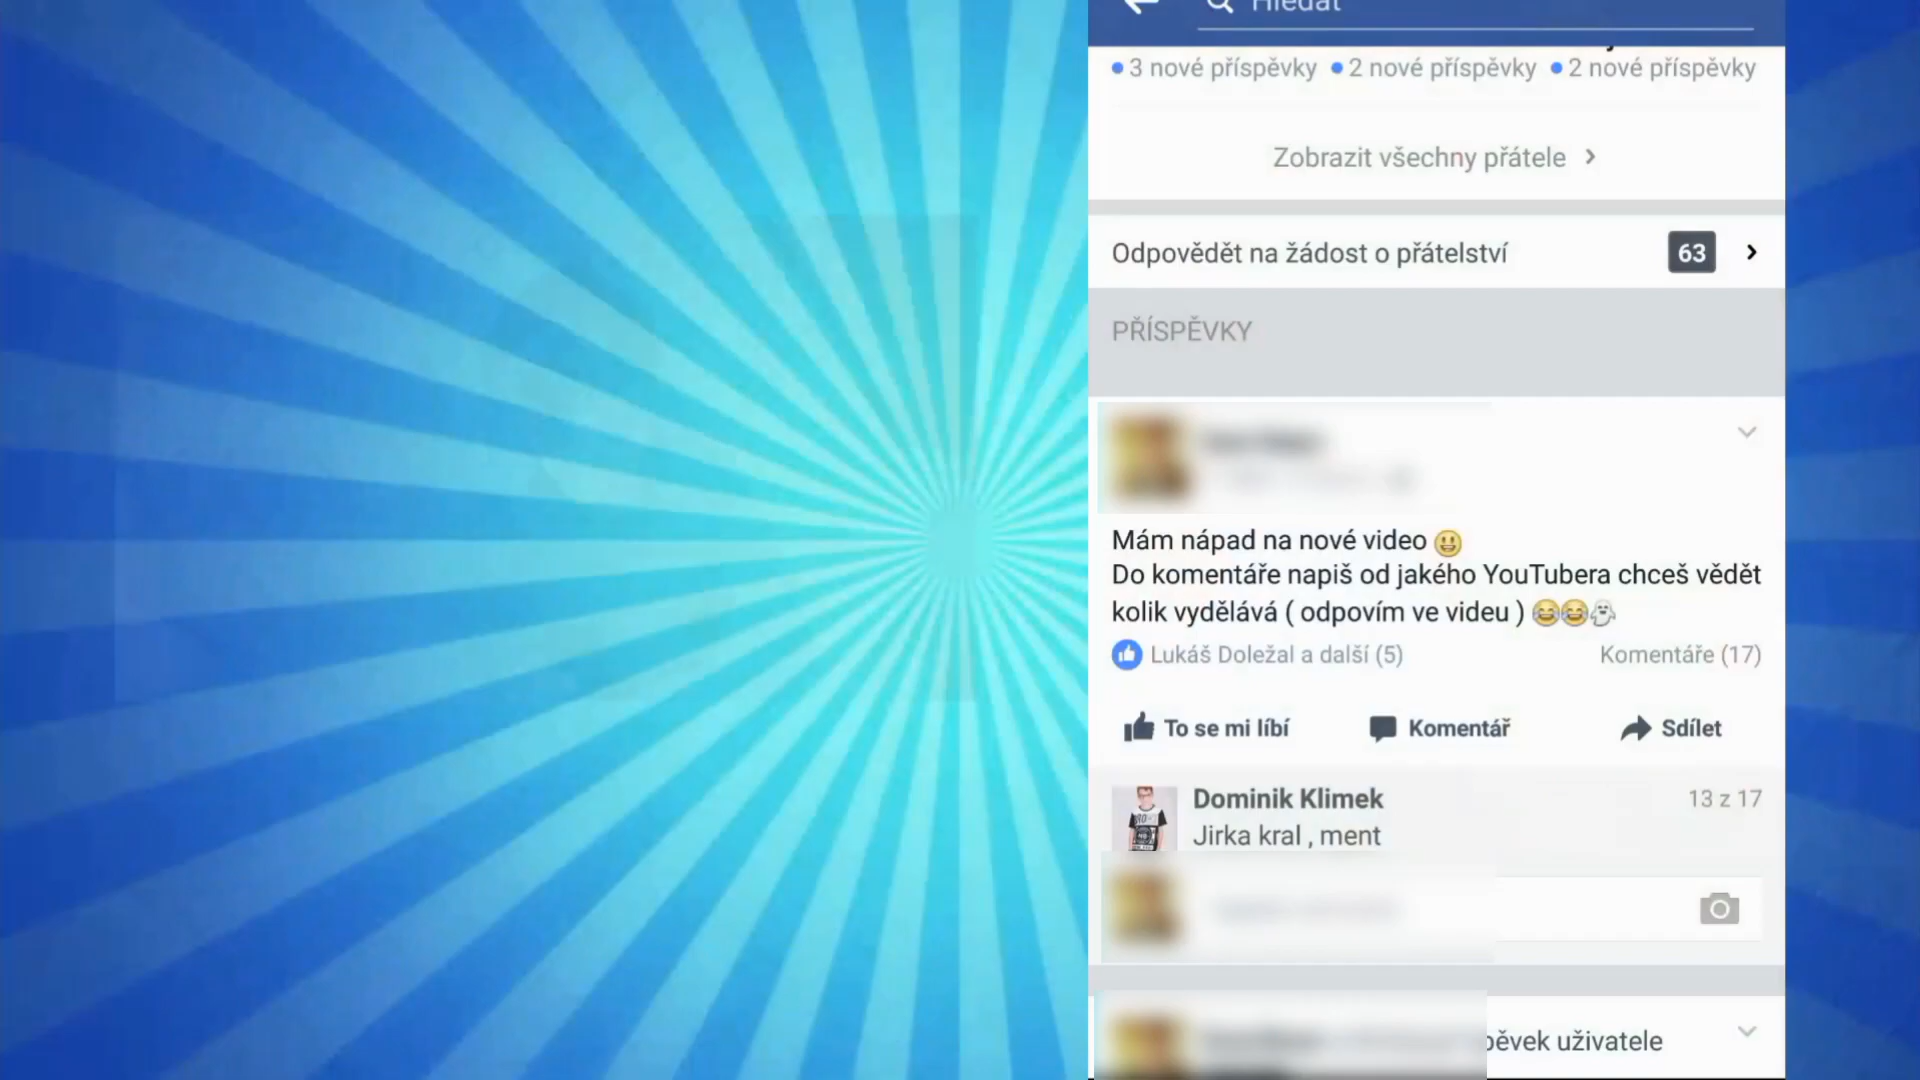 Hledat
3 nové příspěvky 2 nové příspěvky 2 nové příspěvky
Zobrazit všechny přátele
Odpovědět na žádost o přátelství 63
PŘÍSPĚVKY
Mám nápad na nové video
Do komentáře napiš od jakého YouTubera chceš vědět
kolik vydělává ( odpovím ve videu )
Lukáš Doležal a další (5) Komentáře (17)
To se mi líbí Komentář Sdílet
Dominik Klimek 13 z 17
Jirka kral , ment
uživatele